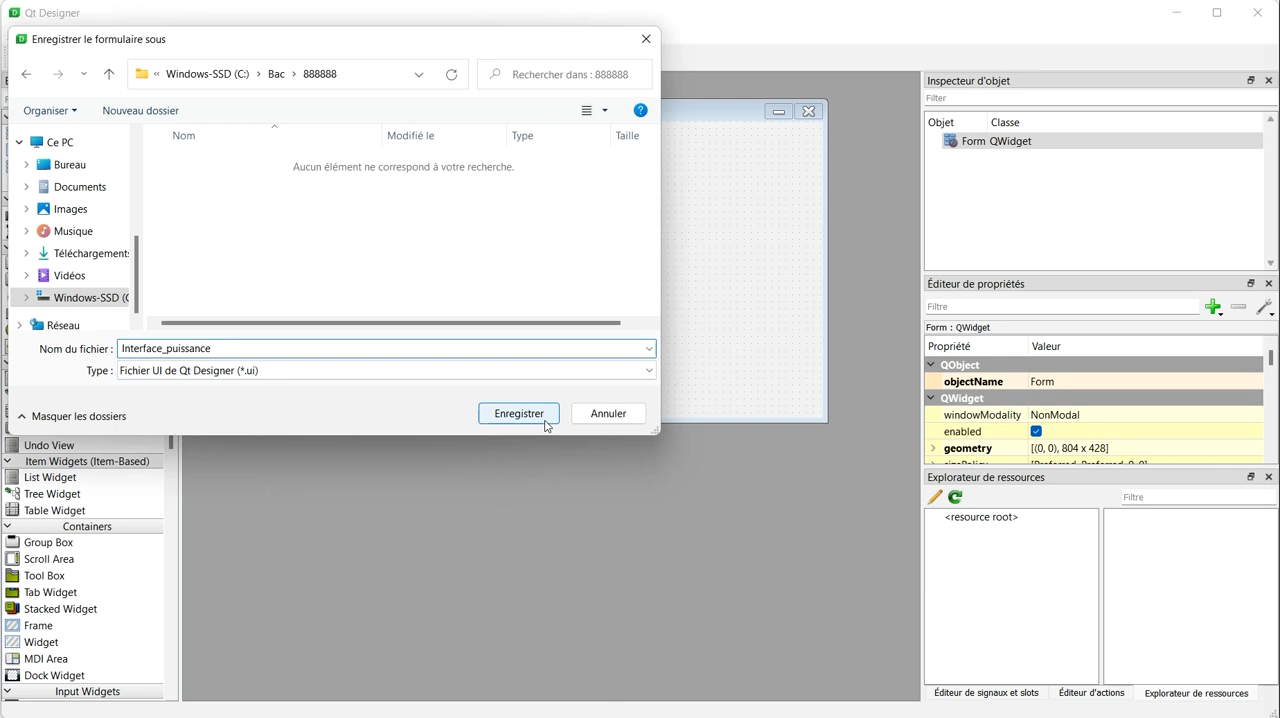 Qt Designer
Enregistrer le formulaire sous
« Windows-SSD (C:) > Bac > 888888
Rechercher dans : 888888
Organiser
Nouveau dossier
Ce PC
Bureau
Documents
Images
Musique
Téléchargements
Vidéos
Windows-SSD (C
Réseau
Nom Modifié le Type Taille
Aucun élément ne correspond à votre recherche.
Nom du fichier : Interface_puissance
Type : Fichier UI de Qt Designer (*.ui)
Masquer les dossiers
Enregistrer
Annuler
Undo View
Item Widgets (Item-Based)
List Widget
Tree Widget
Table Widget
Containers
Group Box
Scroll Area
Tool Box
Tab Widget
Stacked Widget
Frame
Widget
MDI Area
Dock Widget
Input Widgets
Inspecteur d'objet
Filter
Objet Classe
Form QWidget
Éditeur de propriétés
Filtre
Form : QWidget
Propriété Valeur
QObject
objectName Form
QWidget
windowModality NonModal
enabled
geometry [(0, 0), 804 x 428]
Explorateur de ressources
Filtre
<resource root>
Éditeur de signaux et slots
Éditeur d'actions
Explorateur de ressources